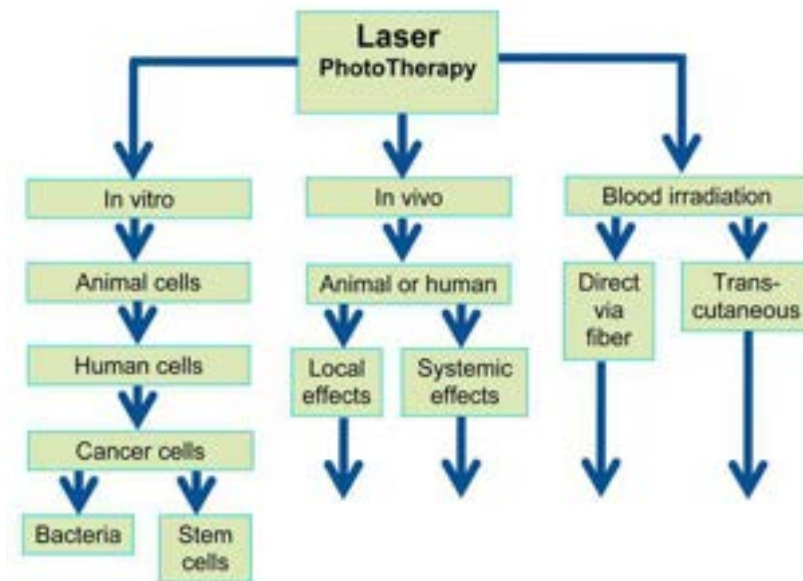 Laser
PhotoTherapy
In vitro
In vivo
Blood irradiation
Animal cells
Animal or human
Direct
via
fiber
Trans-
cutaneous
Human cells
Local
effects
Systemic
effects
Cancer cells
Bacteria
Stem
cells